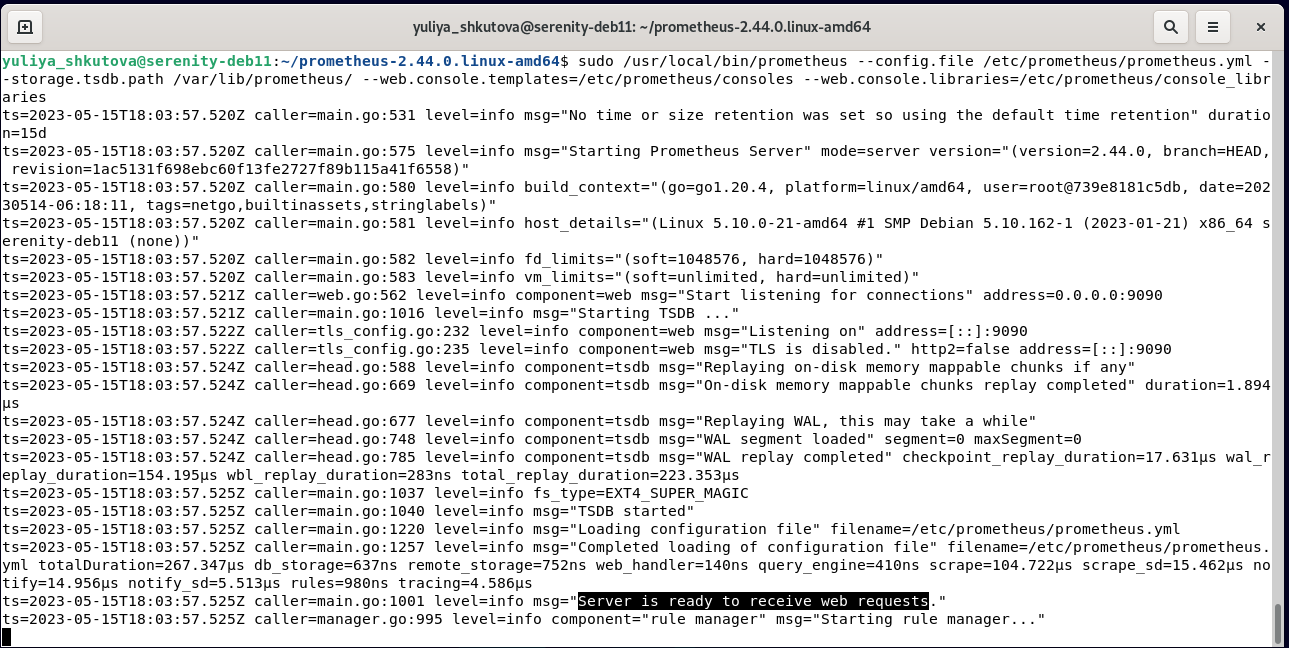 yuliya_shkutova@serenity-deb11: ~/prometheus-2.44.0.linux-amd64
yuliya_shkutova@serenity-deb11:~/prometheus-2.44.0.linux-amd64$ sudo /usr/local/bin/prometheus --config.file /etc/prometheus/prometheus.yml -
-storage.tsdb.path /var/lib/prometheus/ --web.console.templates=/etc/prometheus/consoles --web.console.libraries=/etc/prometheus/console_libr
aries
ts=2023-05-15T18:03:57.520Z caller=main.go:531 level=info msg="No time or size retention was set so using the default time retention" duratio
n=15d
ts=2023-05-15T18:03:57.520Z caller=main.go:575 level=info msg="Starting Prometheus Server" mode=server version="(version=2.44.0, branch=HEAD,
 revision=1ac5131f698ebc60f13fe2727f89b115a41f6558)"
ts=2023-05-15T18:03:57.520Z caller=main.go:580 level=info build_context="(go=go1.20.4, platform=linux/amd64, user=root@739e8181c5db, date=202
30514-06:18:11, tags=netgo,builtinassets,stringlabels)"
ts=2023-05-15T18:03:57.520Z caller=main.go:581 level=info host_details="(Linux 5.10.0-21-amd64 #1 SMP Debian 5.10.162-1 (2023-01-21) x86_64 s
erenity-deb11 (none))"
ts=2023-05-15T18:03:57.520Z caller=main.go:582 level=info fd_limits="(soft=1048576, hard=1048576)"
ts=2023-05-15T18:03:57.520Z caller=main.go:583 level=info vm_limits="(soft=unlimited, hard=unlimited)"
ts=2023-05-15T18:03:57.521Z caller=web.go:562 level=info component=web msg="Start listening for connections" address=0.0.0.0:9090
ts=2023-05-15T18:03:57.521Z caller=main.go:1016 level=info msg="Starting TSDB ..."
ts=2023-05-15T18:03:57.522Z caller=tls_config.go:232 level=info component=web msg="Listening on" address=[::]:9090
ts=2023-05-15T18:03:57.522Z caller=tls_config.go:235 level=info component=web msg="TLS is disabled." http2=false address=[::]:9090
ts=2023-05-15T18:03:57.524Z caller=head.go:588 level=info component=tsdb msg="Replaying on-disk memory mappable chunks if any"
ts=2023-05-15T18:03:57.524Z caller=head.go:669 level=info component=tsdb msg="On-disk memory mappable chunks replay completed" duration=1.894
µs
ts=2023-05-15T18:03:57.524Z caller=head.go:677 level=info component=tsdb msg="Replaying WAL, this may take a while"
ts=2023-05-15T18:03:57.524Z caller=head.go:748 level=info component=tsdb msg="WAL segment loaded" segment=0 maxSegment=0
ts=2023-05-15T18:03:57.524Z caller=head.go:785 level=info component=tsdb msg="WAL replay completed" checkpoint_replay_duration=17.631µs wal_r
eplay_duration=154.195µs wbl_replay_duration=283ns total_replay_duration=223.353µs
ts=2023-05-15T18:03:57.525Z caller=main.go:1037 level=info fs_type=EXT4_SUPER_MAGIC
ts=2023-05-15T18:03:57.525Z caller=main.go:1040 level=info msg="TSDB started"
ts=2023-05-15T18:03:57.525Z caller=main.go:1220 level=info msg="Loading configuration file" filename=/etc/prometheus/prometheus.yml
ts=2023-05-15T18:03:57.525Z caller=main.go:1257 level=info msg="Completed loading of configuration file" filename=/etc/prometheus/prometheus.
yml totalDuration=267.347µs db_storage=637ns remote_storage=752ns web_handler=140ns query_engine=410ns scrape=104.722µs scrape_sd=15.462µs no
tify=14.956µs notify_sd=5.513µs rules=980ns tracing=4.586µs
ts=2023-05-15T18:03:57.525Z caller=main.go:1001 level=info msg="Server is ready to receive web requests."
ts=2023-05-15T18:03:57.525Z caller=manager.go:995 level=info component="rule manager" msg="Starting rule manager..."